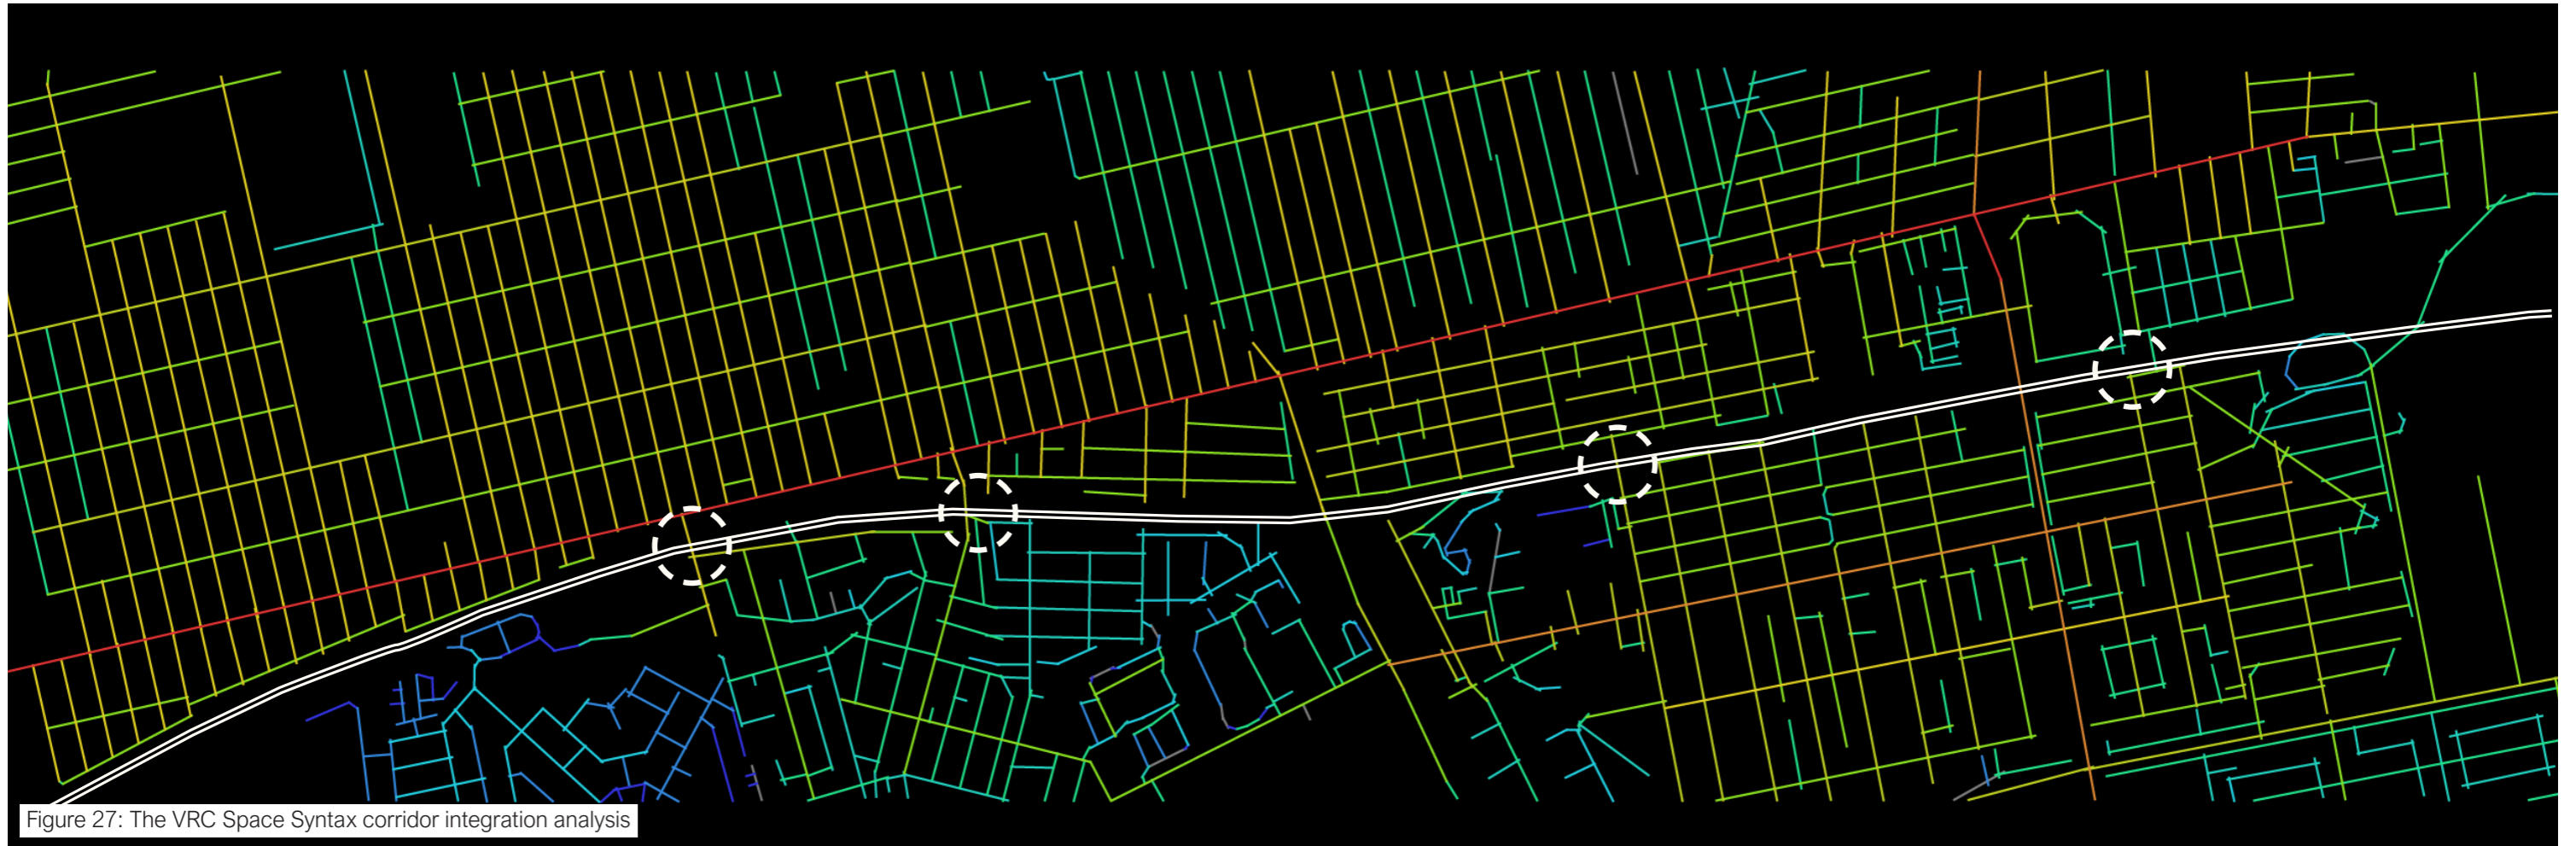 Figure 27: The VRC Space Syntax corridor integration analysis